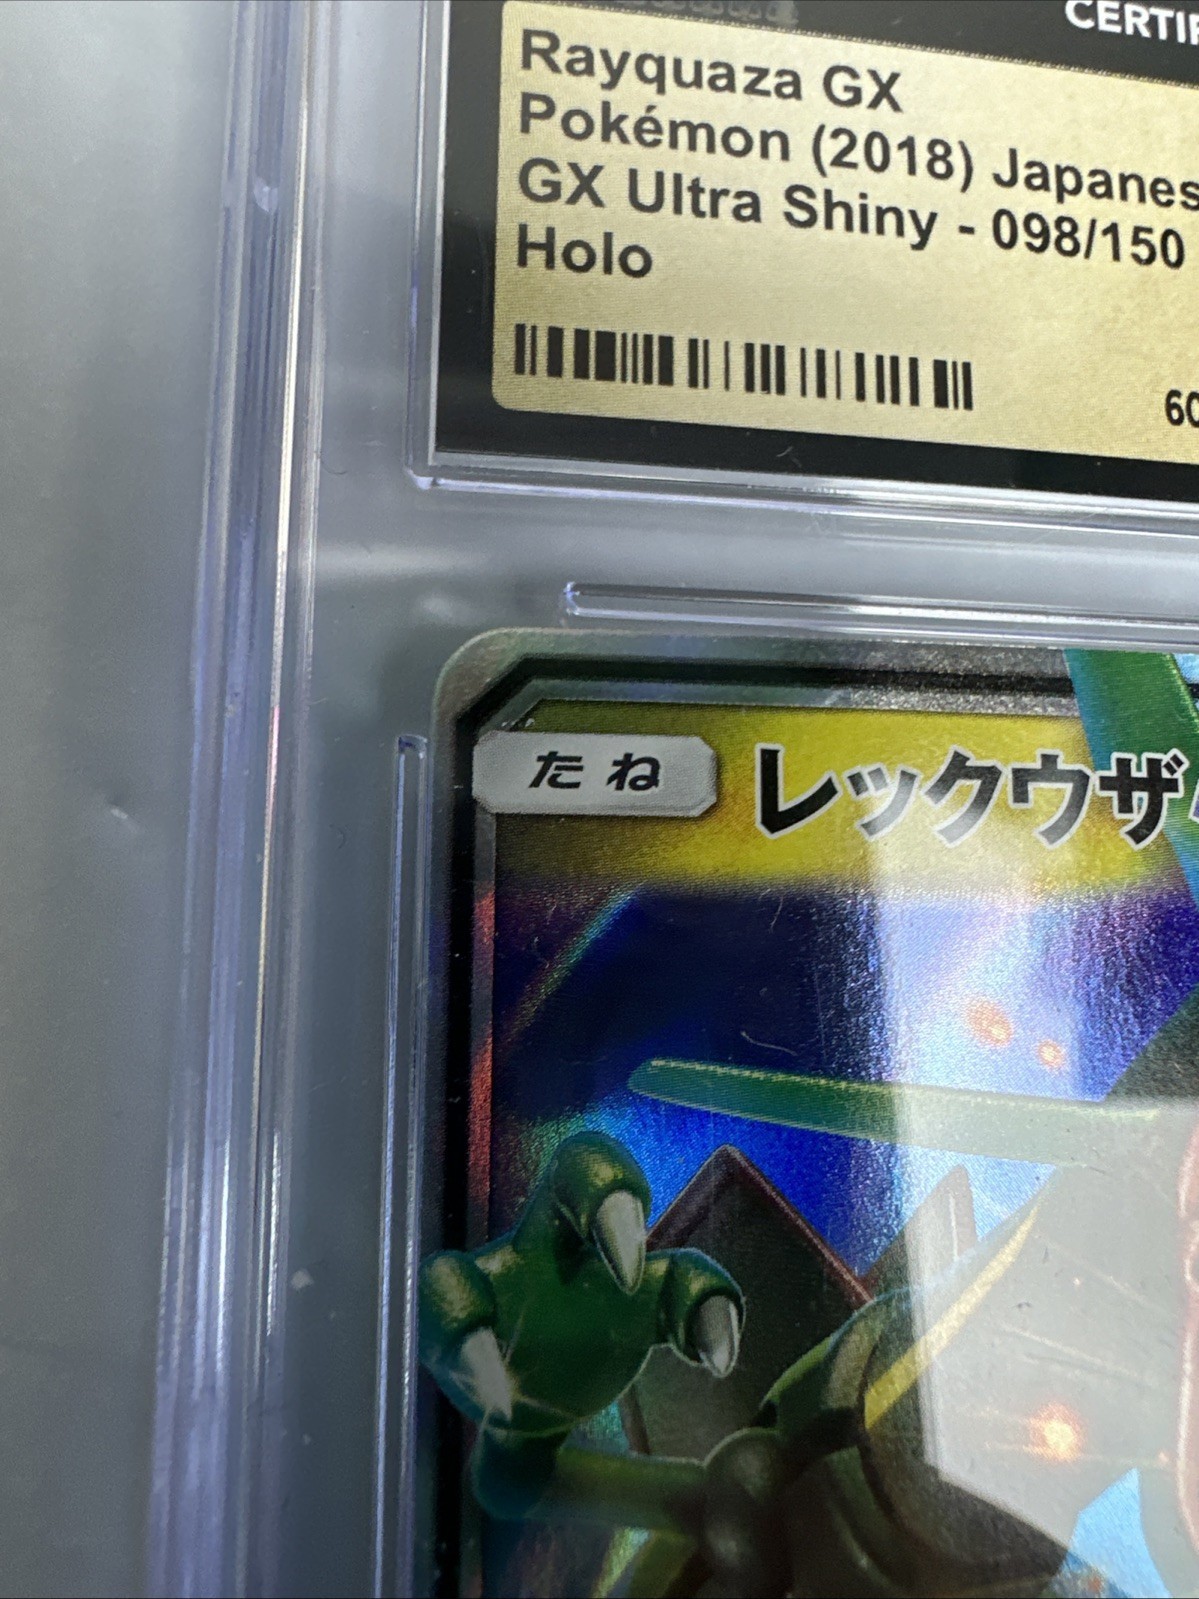 CERTIF
Rayquaza GX
Pokémon (2018) Japanes
GX Ultra Shiny - 098/150
Holo
60
たね
レックウザ